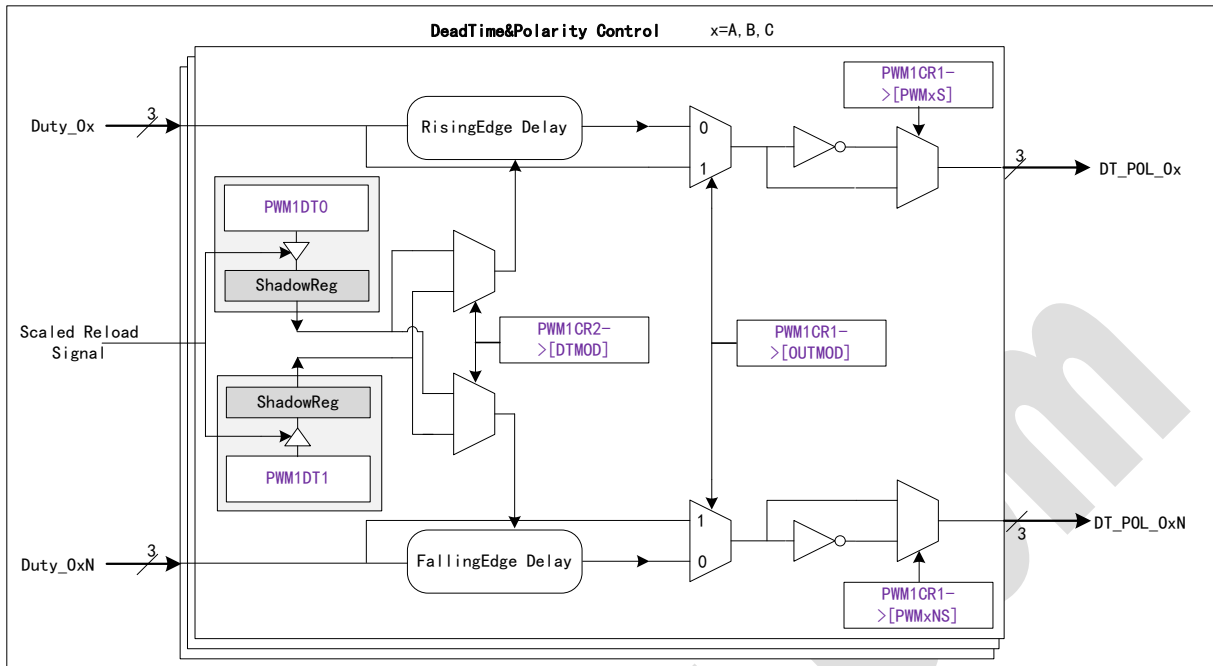 DeadTime&Polarity Control x=A,B,C
PWM1CR1-
>[PWMxS]
3
Duty_Ox
RisingEdge Delay
0
1
3
DT_POL_Ox
PWM1DT0
ShadowReg
Scaled Reload
Signal
PWM1CR2-
>[DTMOD]
PWM1CR1-
>[OUTMOD]
ShadowReg
PWM1DT1
3
Duty_OxN
FallingEdge Delay
1
0
3
DT_POL_OxN
PWM1CR1-
>[PWMxNS]